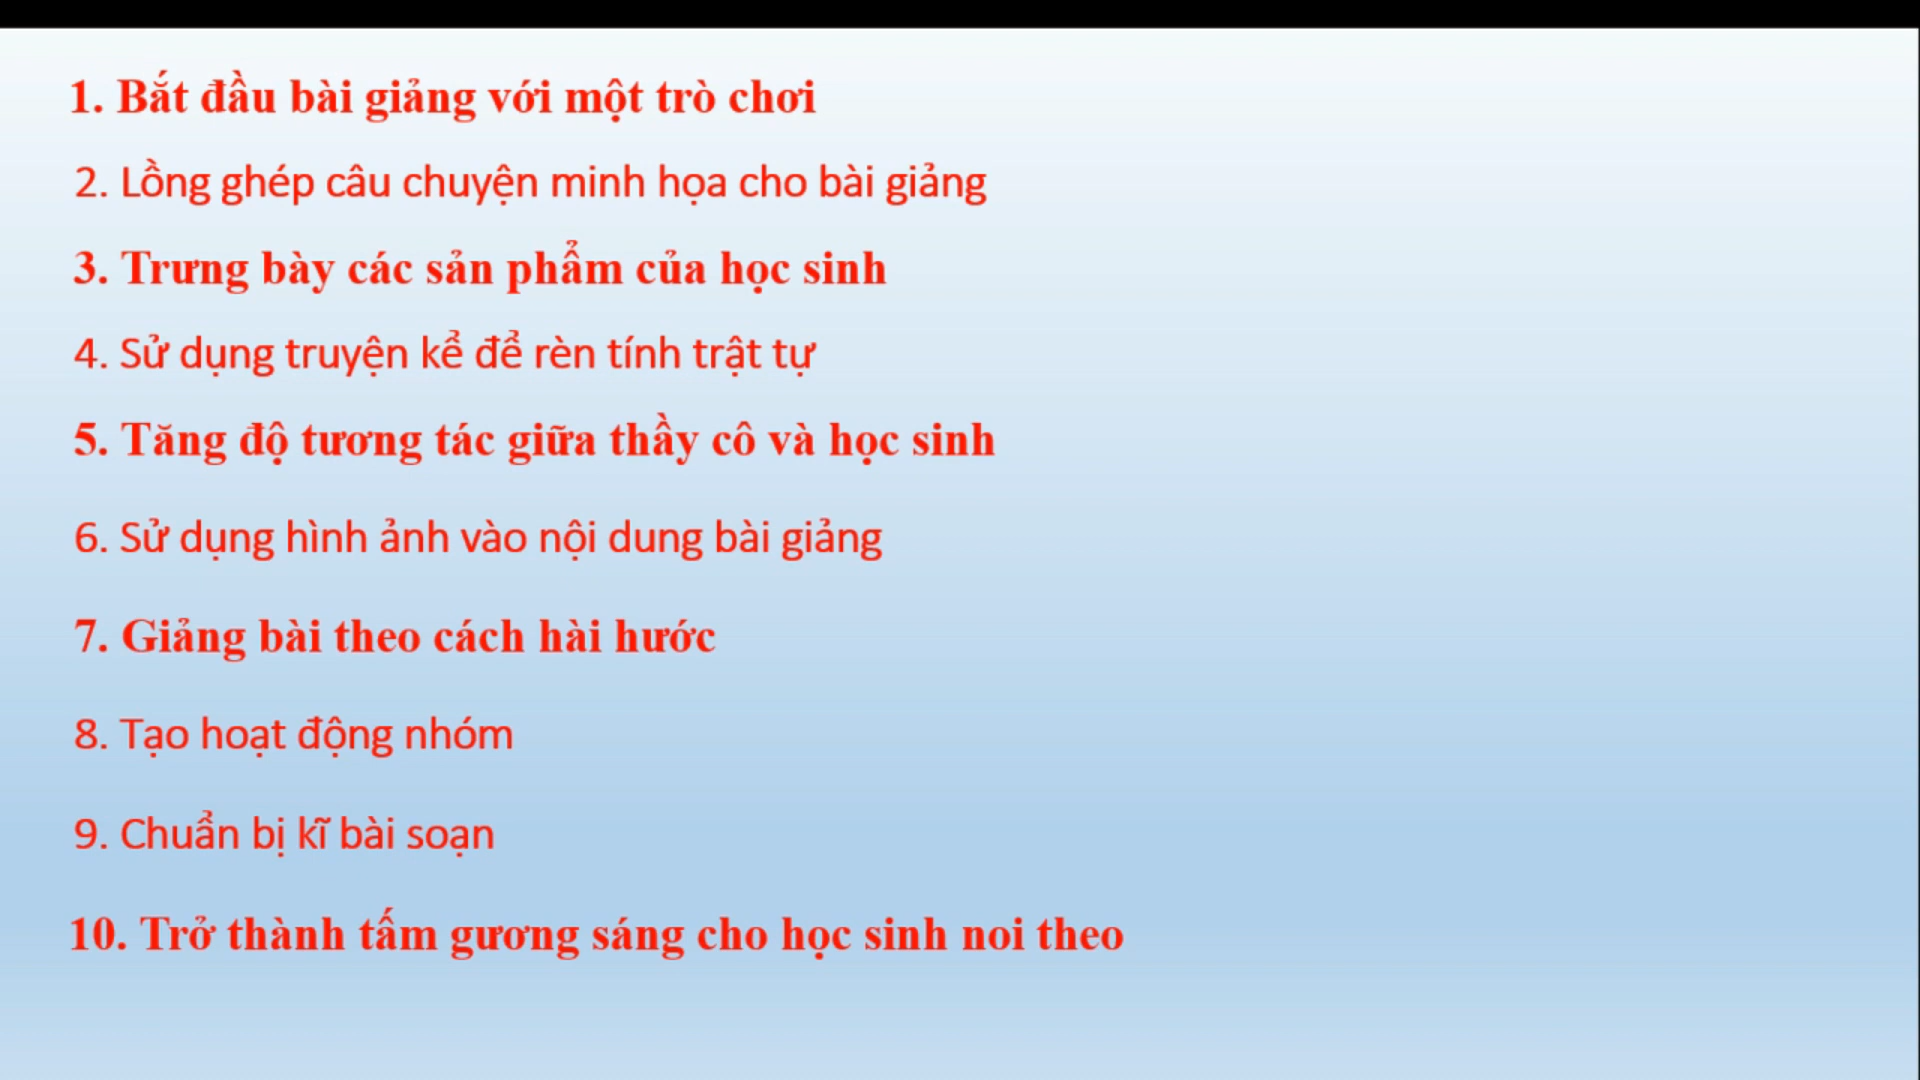 1. Bắt đầu bài giảng với một trò chơi
2. Lồng ghép câu chuyện minh họa cho bài giảng
3. Trưng bày các sản phẩm của học sinh
4. Sử dụng truyện kể để rèn tính trật tự
5. Tăng độ tương tác giữa thầy cô và học sinh
6. Sử dụng hình ảnh vào nội dung bài giảng
7. Giảng bài theo cách hài hước
8. Tạo hoạt động nhóm
9. Chuẩn bị kĩ bài soạn
10. Trở thành tấm gương sáng cho học sinh noi theo